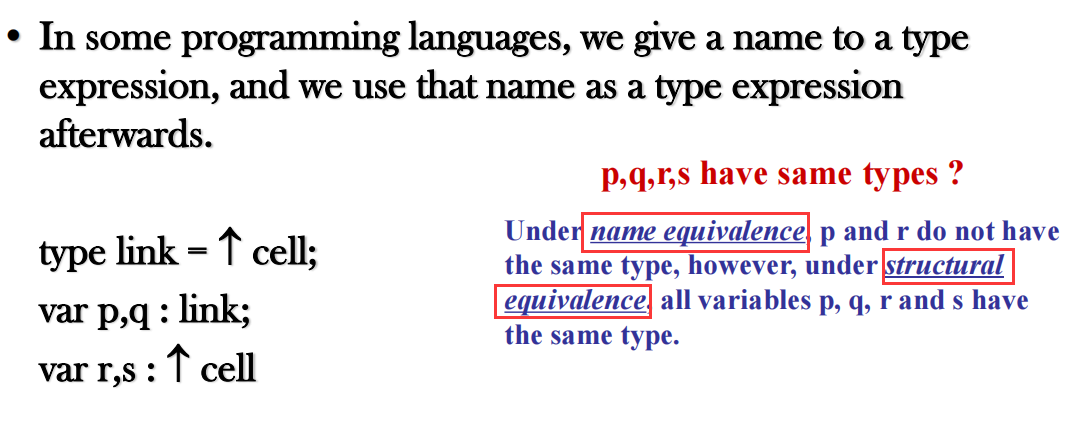 • In some programming languages, we give a name to a type
expression, and we use that name as a type expression
afterwards.
p,q,r,s have same types ?
Under name equivalence, p and r do not have
the same type, however, under structural
equivalence, all variables p, q, r and s have
the same type.
type link = ↑ cell;
var p,q : link;
var r,s : ↑ cell